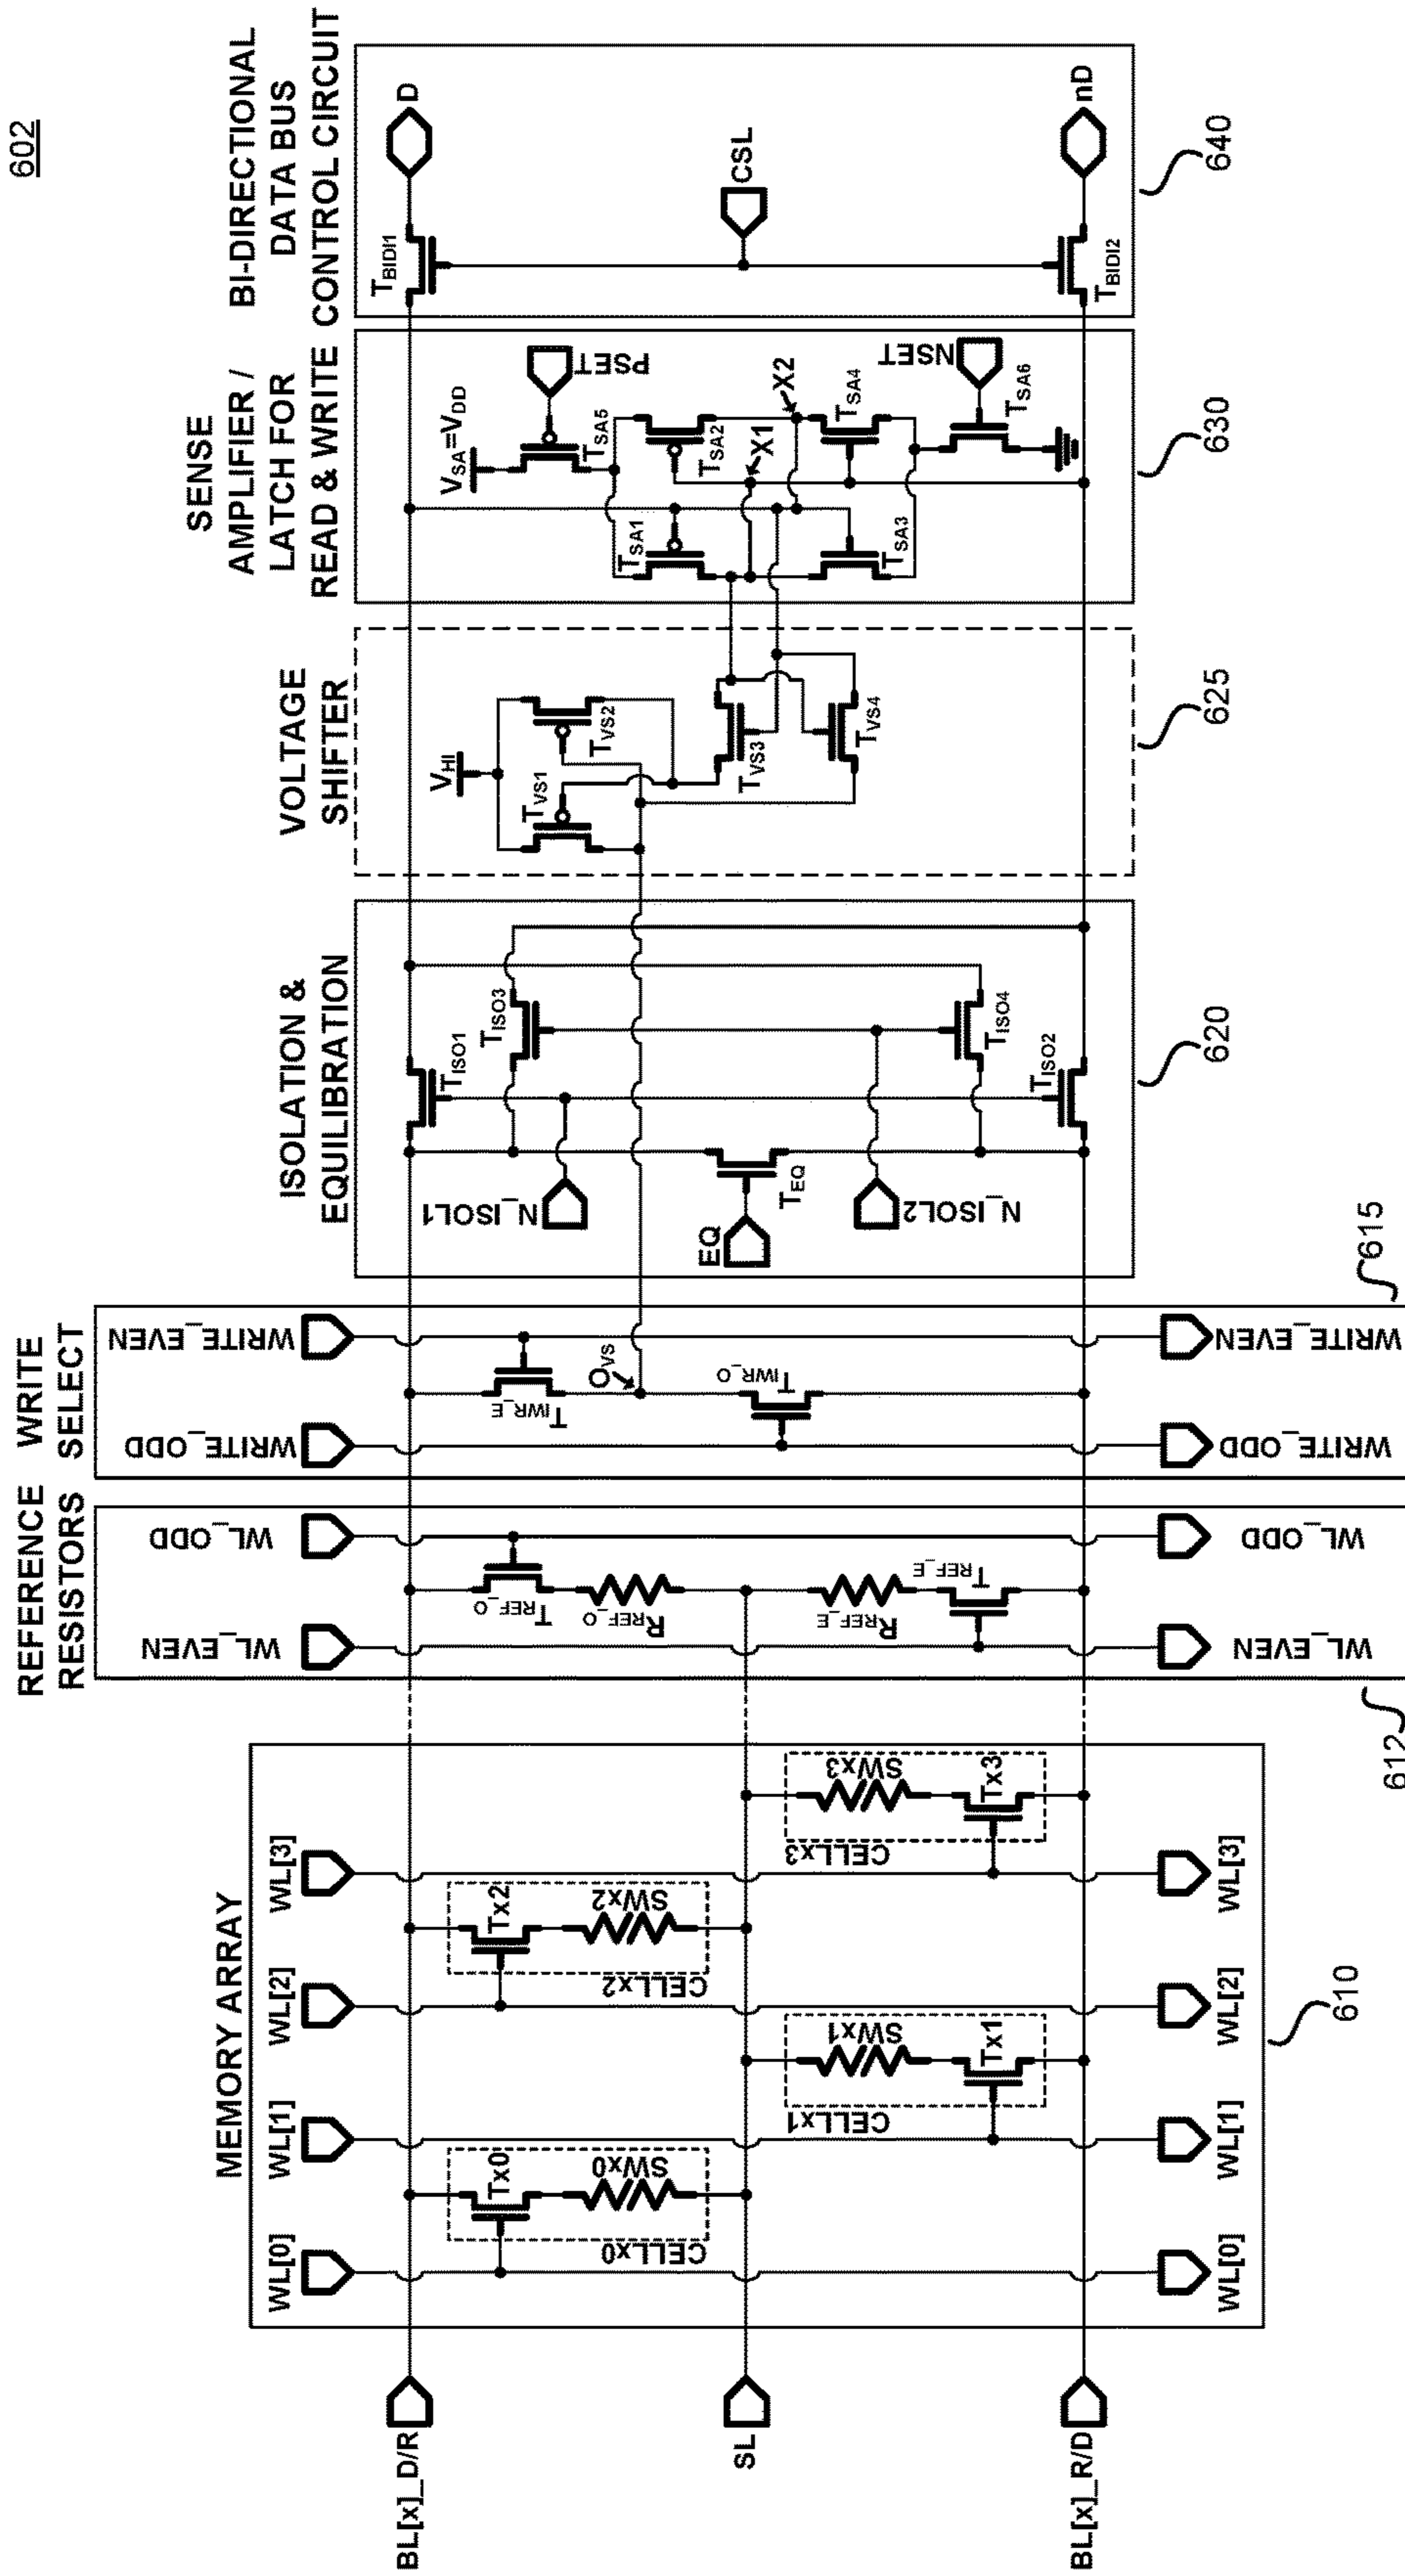 602
MEMORY ARRAY
REFERENCE
RESISTORS
WRITE
SELECT
ISOLATION &
EQUILIBRATION
VOLTAGE
SHIFTER
SENSE
AMPLIFIER /
LATCH FOR
READ & WRITE
BI-DIRECTIONAL
DATA BUS
CONTROL CIRCUIT
BL[x]_D/R
SL
BL[x]_R/D
WL[0]
WL[1]
WL[2]
WL[3]
Tx0
SWx0
CELLx0
SWx1
Tx1
CELLx1
Tx2
SWx2
CELLx2
SWx3
Tx3
CELLx3
WL[0]
WL[1]
WL[2]
WL[3]
610
WL_EVEN
WL_ODD
TREF_O
RREF_O
RREF_E
TREF_E
WL_EVEN
WL_ODD
612
WRITE_ODD
WRITE_EVEN
TIWR_E
OVS
TIWR_O
WRITE_ODD
WRITE_EVEN
615
N_ISOL1
EQ
N_ISOL2
TEQ
TISO1
TISO3
TISO4
TISO2
620
VHI
TVS1
TVS2
TVS3
TVS4
625
VSA=VDD
PSET
TSA5
TSA1
TSA2
X1
X2
TSA3
TSA4
NSET
TSA6
630
TBIDI1
D
CSL
TBIDI2
nD
640